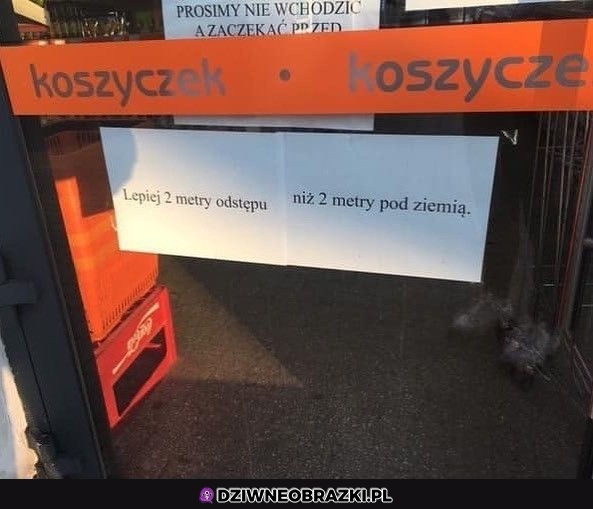 PROSIMY NIE WCHODZIĆ
A ZACZEKAĆ PRZED
koszyczek • koszycze
Lepiej 2 metry odstępu niż 2 metry pod ziemią.
DZIWNEOBRAZKI.PL